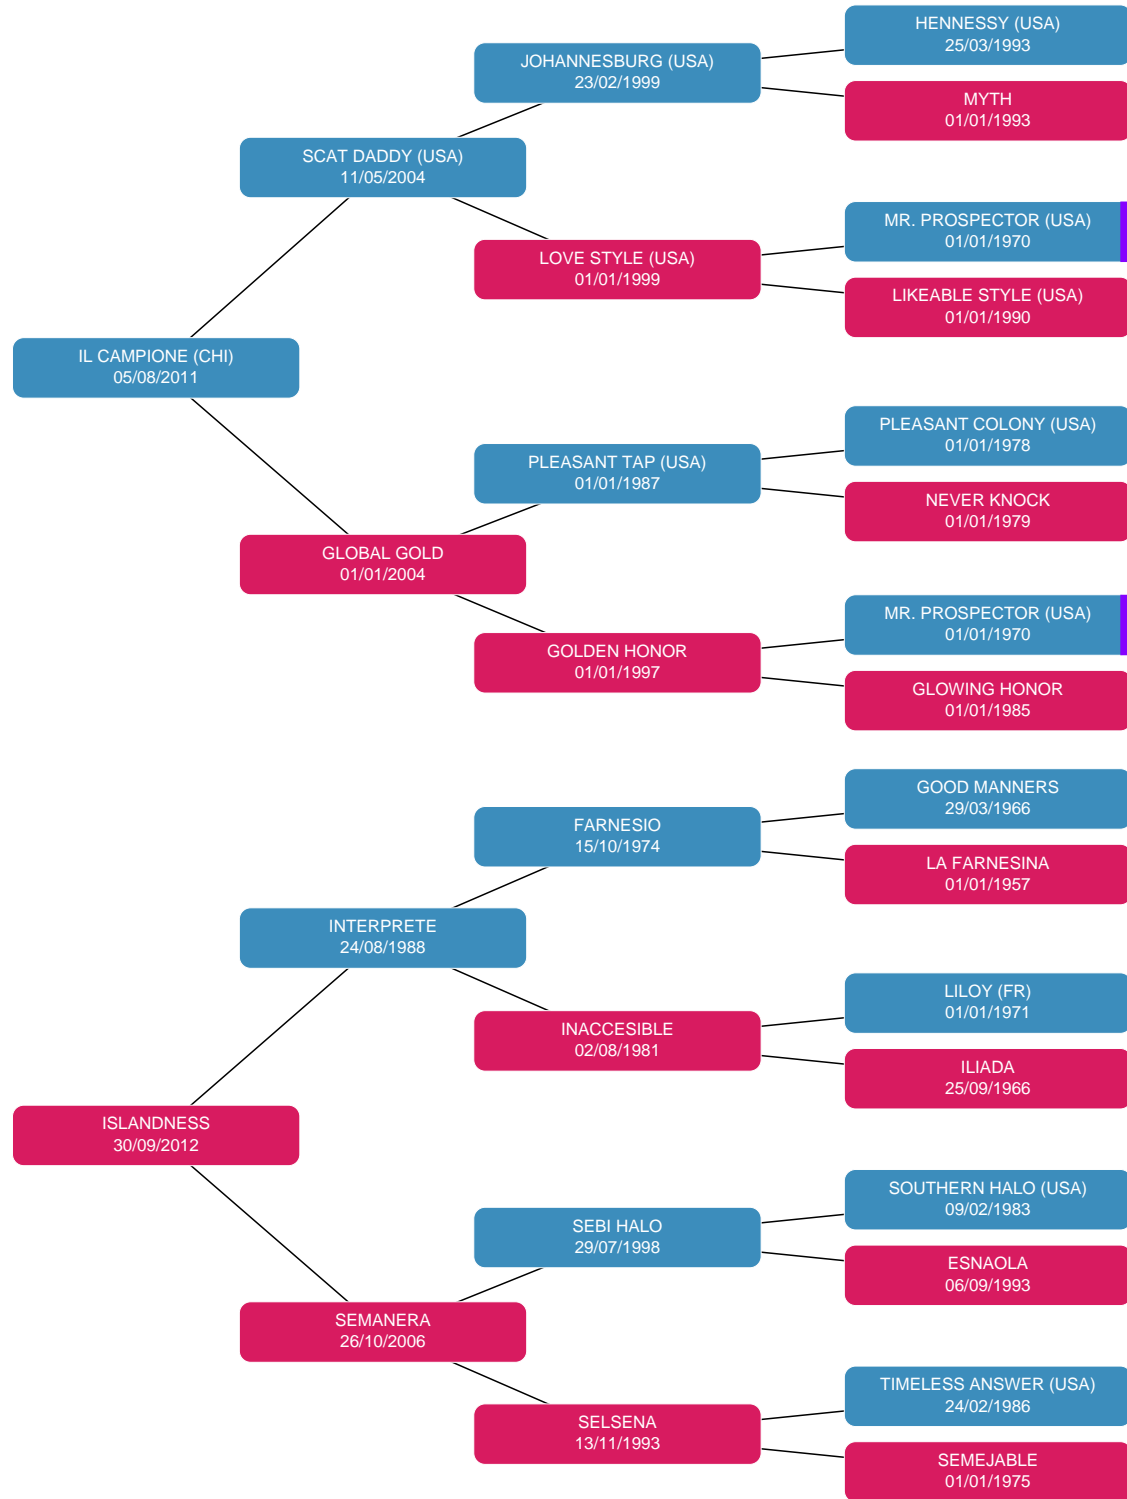 HENNESSY (USA)
25/03/1993
JOHANNESBURG (USA)
23/02/1999
MYTH
01/01/1993
SCAT DADDY (USA)
11/05/2004
MR. PROSPECTOR (USA)
01/01/1970
LOVE STYLE (USA)
01/01/1999
LIKEABLE STYLE (USA)
01/01/1990
IL CAMPIONE (CHI)
05/08/2011
PLEASANT COLONY (USA)
01/01/1978
PLEASANT TAP (USA)
01/01/1987
NEVER KNOCK
01/01/1979
GLOBAL GOLD
01/01/2004
MR. PROSPECTOR (USA)
01/01/1970
GOLDEN HONOR
01/01/1997
GLOWING HONOR
01/01/1985
GOOD MANNERS
29/03/1966
FARNESIO
15/10/1974
LA FARNESINA
01/01/1957
INTERPRETE
24/08/1988
LILOY (FR)
01/01/1971
INACCESIBLE
02/08/1981
ILIADA
25/09/1966
ISLANDNESS
30/09/2012
SOUTHERN HALO (USA)
09/02/1983
SEBI HALO
29/07/1998
ESNAOLA
06/09/1993
SEMANERA
26/10/2006
TIMELESS ANSWER (USA)
24/02/1986
SELSENA
13/11/1993
SEMEJABLE
01/01/1975